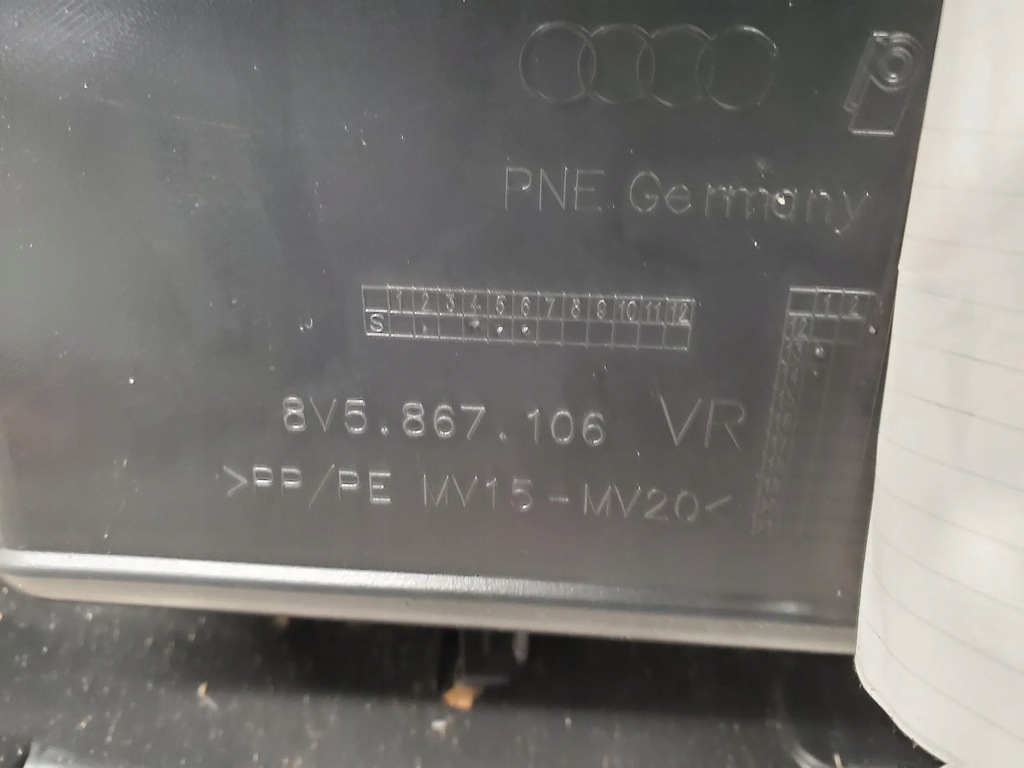 PNE Germany
1 2 3 4 5 6 7 8 9 10 11 12
S
1 2
12
8V5.867.106 VR
>PP/PE MV15-MV20<